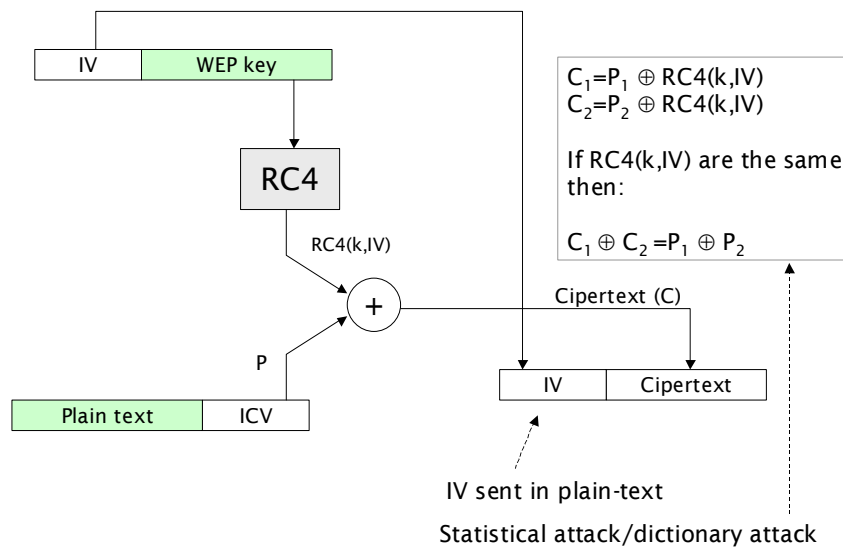 IV WEP key
C₁=P₁ ⊕ RC4(k,IV)
C₂=P₂ ⊕ RC4(k,IV)
If RC4(k,IV) are the same
then:
C₁ ⊕ C₂ =P₁ ⊕ P₂
RC4
RC4(k,IV)
+
Cipertext (C)
P
IV Cipertext
Plain text ICV
IV sent in plain-text
Statistical attack/dictionary attack